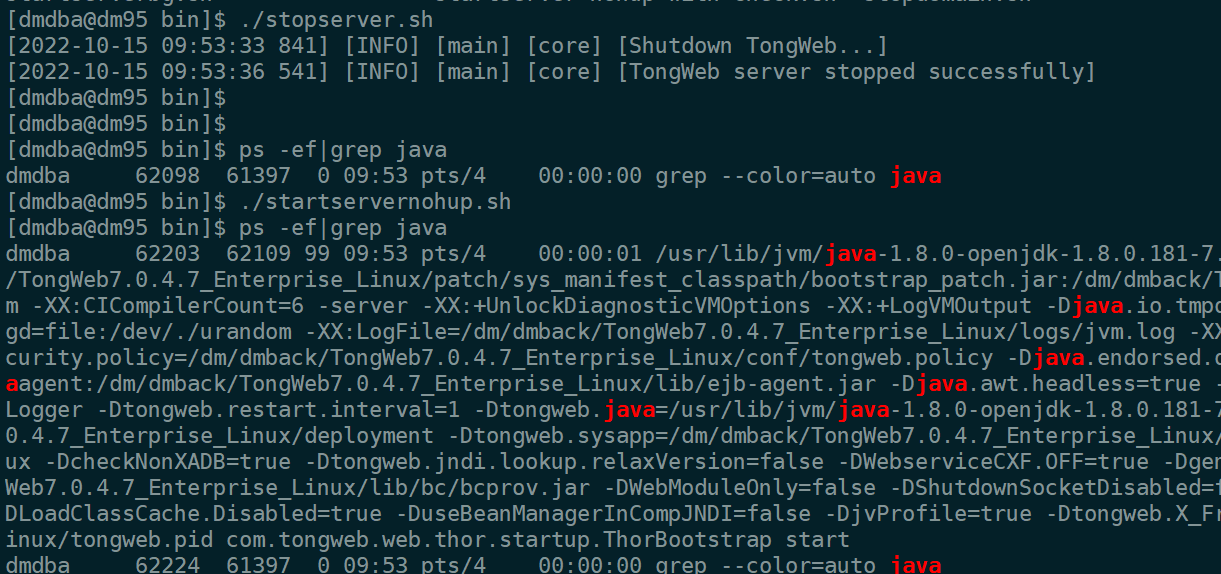 [dmdba@dm95 bin]$ ./stopserver.sh
[2022-10-15 09:53:33 841] [INFO] [main] [core] [Shutdown TongWeb...]
[2022-10-15 09:53:36 541] [INFO] [main] [core] [TongWeb server stopped successfully]
[dmdba@dm95 bin]$
[dmdba@dm95 bin]$
[dmdba@dm95 bin]$ ps -ef|grep java
dmdba     62098  61397  0 09:53 pts/4    00:00:00 grep --color=auto java
[dmdba@dm95 bin]$ ./startservernohup.sh
[dmdba@dm95 bin]$ ps -ef|grep java
dmdba     62203  62109 99 09:53 pts/4    00:00:01 /usr/lib/jvm/java-1.8.0-openjdk-1.8.0.181-7.
/TongWeb7.0.4.7_Enterprise_Linux/patch/sys_manifest_classpath/bootstrap_patch.jar:/dm/dmback/T
m -XX:CICompilerCount=6 -server -XX:+UnlockDiagnosticVMOptions -XX:+LogVMOutput -Djava.io.tmpd
gd=file:/dev/./urandom -XX:LogFile=/dm/dmback/TongWeb7.0.4.7_Enterprise_Linux/logs/jvm.log -XX
curity.policy=/dm/dmback/TongWeb7.0.4.7_Enterprise_Linux/conf/tongweb.policy -Djava.endorsed.d
aagent:/dm/dmback/TongWeb7.0.4.7_Enterprise_Linux/lib/ejb-agent.jar -Djava.awt.headless=true -
Logger -Dtongweb.restart.interval=1 -Dtongweb.java=/usr/lib/jvm/java-1.8.0-openjdk-1.8.0.181-7
0.4.7_Enterprise_Linux/deployment -Dtongweb.sysapp=/dm/dmback/TongWeb7.0.4.7_Enterprise_Linux/
ux -DcheckNonXADB=true -Dtongweb.jndi.lookup.relaxVersion=false -DWebserviceCXF.OFF=true -Dgen
Web7.0.4.7_Enterprise_Linux/lib/bc/bcprov.jar -DWebModuleOnly=false -DShutdownSocketDisabled=f
DLoadClassCache.Disabled=true -DuseBeanManagerInCompJNDI=false -DjvProfile=true -Dtongweb.X_Fr
inux/tongweb.pid com.tongweb.web.thor.startup.ThorBootstrap start
dmdba     62224  61397  0 09:53 pts/4    00:00:00 grep --color=auto java